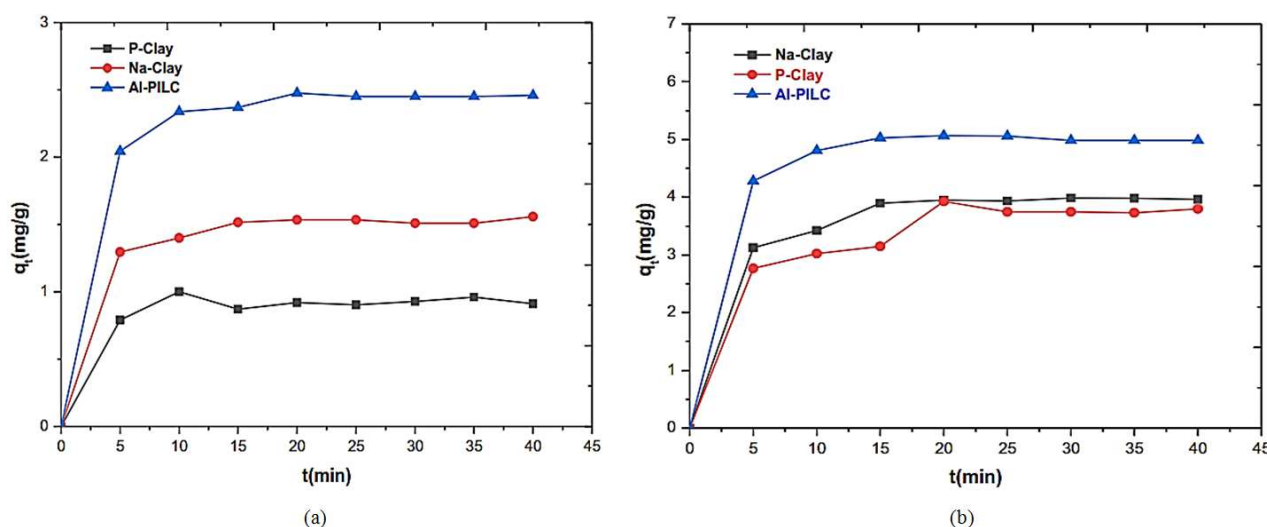 3
2
1
0
q_t(mg/g)
P-Clay
Na-Clay
Al-PILC
0 5 10 15 20 25 30 35 40 45
t(min)
(a)
7
6
5
4
3
2
1
0
q_t(mg/g)
Na-Clay
P-Clay
Al-PILC
0 5 10 15 20 25 30 35 40 45
t(min)
(b)